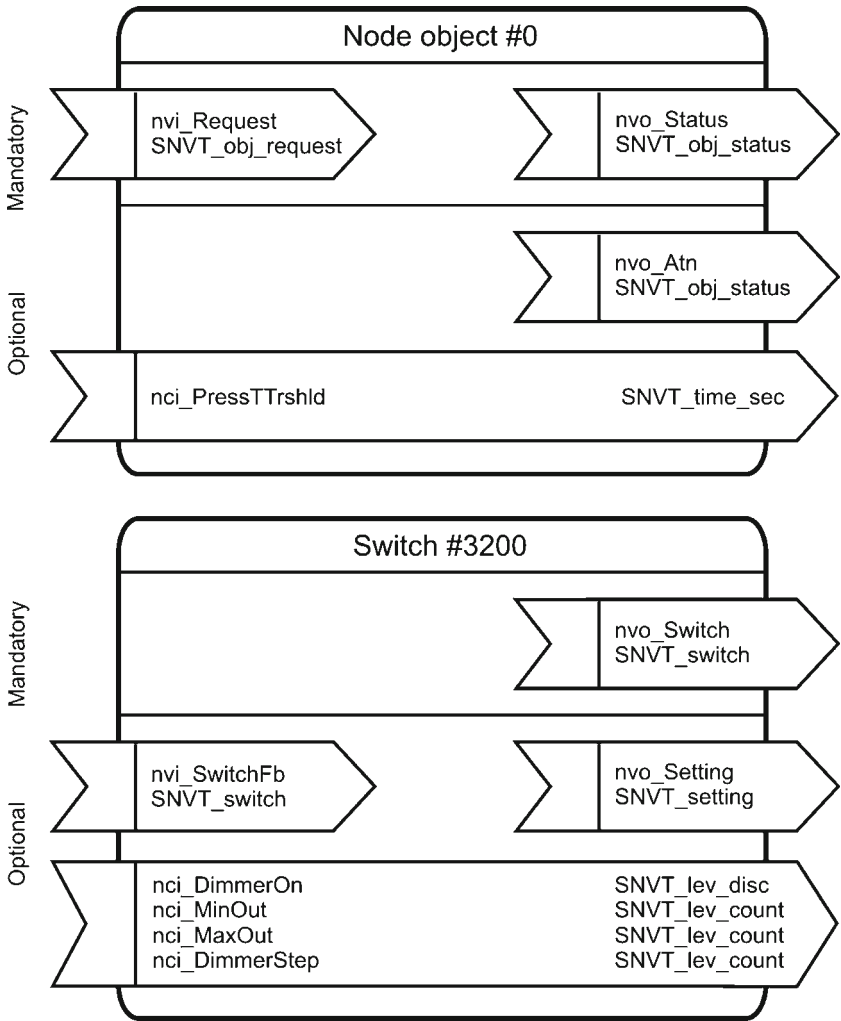 Node object #0
Mandatory
nvi_Request
SNVT_obj_request
nvo_Status
SNVT_obj_status
Optional
nvo_Atn
SNVT_obj_status
nci_PressTTrshld SNVT_time_sec
Switch #3200
Mandatory
nvo_Switch
SNVT_switch
Optional
nvi_SwitchFb
SNVT_switch
nvo_Setting
SNVT_setting
nci_DimmerOn SNVT_lev_disc
nci_MinOut SNVT_lev_count
nci_MaxOut SNVT_lev_count
nci_DimmerStep SNVT_lev_count